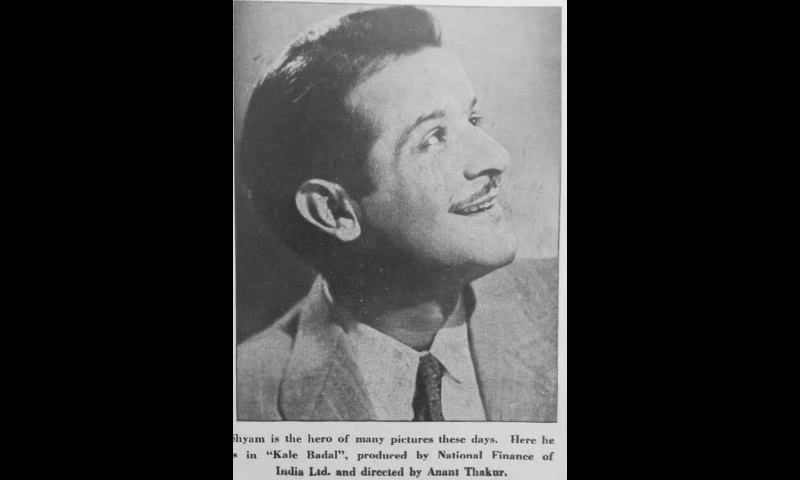 Shyam is the hero of many pictures these days. Here he
s in "Kale Badal", produced by National Finance of
India Ltd. and directed by Anant Thakur.